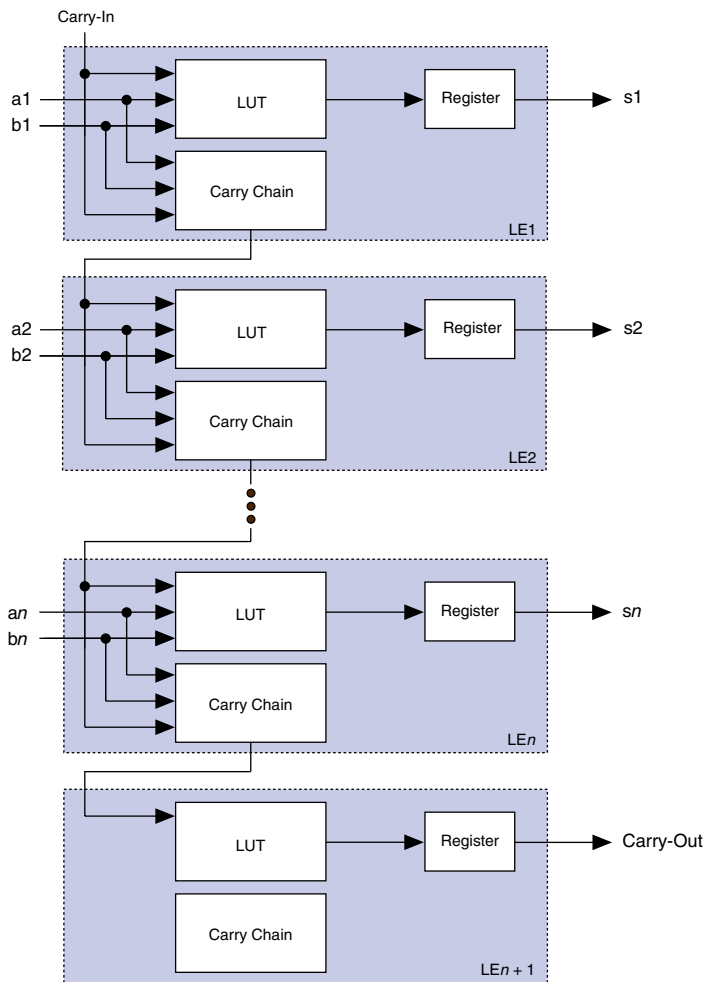 Carry-In
a1
b1
LUT
Register
s1
Carry Chain
LE1
a2
b2
LUT
Register
s2
Carry Chain
LE2
an
bn
LUT
Register
sn
Carry Chain
LEn
LUT
Register
Carry-Out
Carry Chain
LEn + 1